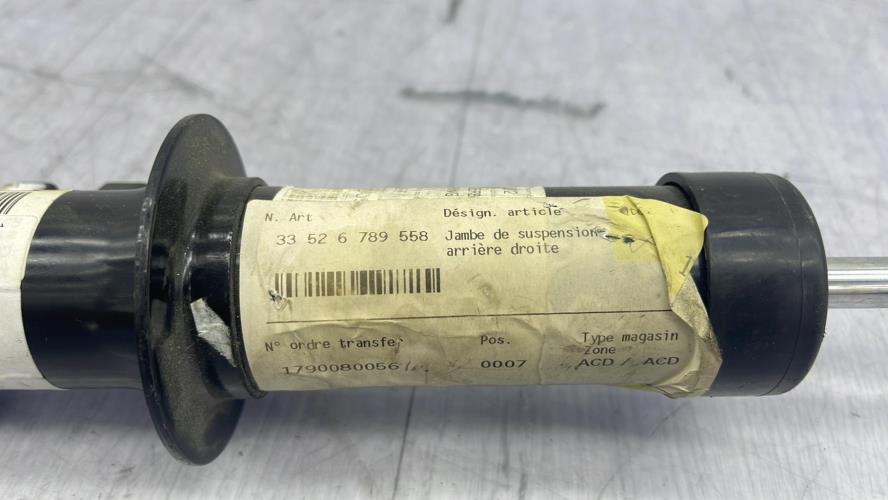 N. Art
Désign. article
33 52 6 789 558
Jambe de suspension
arrière droite
N° ordre transfer
Pos.
Type magasin
Zone
1790080056
0007
ACD / ACD